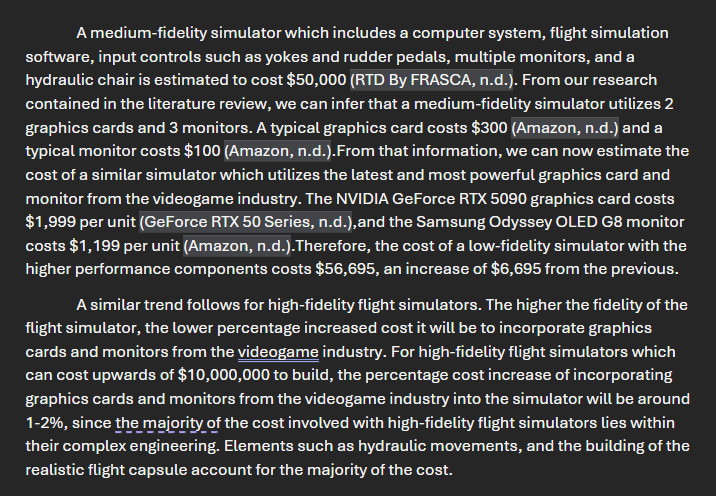 A medium-fidelity simulator which includes a computer system, flight simulation
software, input controls such as yokes and rudder pedals, multiple monitors, and a
hydraulic chair is estimated to cost $50,000 (RTD By FRASCA, n.d.). From our research
contained in the literature review, we can infer that a medium-fidelity simulator utilizes 2
graphics cards and 3 monitors. A typical graphics card costs $300 (Amazon, n.d.) and a
typical monitor costs $100 (Amazon, n.d.).From that information, we can now estimate the
cost of a similar simulator which utilizes the latest and most powerful graphics card and
monitor from the videogame industry. The NVIDIA GeForce RTX 5090 graphics card costs
$1,999 per unit (GeForce RTX 50 Series, n.d.),and the Samsung Odyssey OLED G8 monitor
costs $1,199 per unit (Amazon, n.d.).Therefore, the cost of a low-fidelity simulator with the
higher performance components costs $56,695, an increase of $6,695 from the previous.
A similar trend follows for high-fidelity flight simulators. The higher the fidelity of the
flight simulator, the lower percentage increased cost it will be to incorporate graphics
cards and monitors from the videogame industry. For high-fidelity flight simulators which
can cost upwards of $10,000,000 to build, the percentage cost increase of incorporating
graphics cards and monitors from the videogame industry into the simulator will be around
1-2%, since the majority of the cost involved with high-fidelity flight simulators lies within
their complex engineering. Elements such as hydraulic movements, and the building of the
realistic flight capsule account for the majority of the cost.